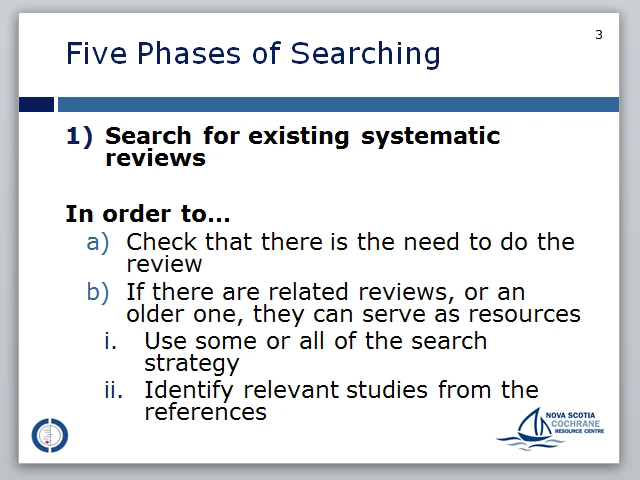 3
Five Phases of Searching
1) Search for existing systematic
reviews
In order to…
a) Check that there is the need to do the
review
b) If there are related reviews, or an
older one, they can serve as resources
i. Use some or all of the search
strategy
ii. Identify relevant studies from the
references
NOVA SCOTIA
COCHRANE
RESOURCE CENTRE